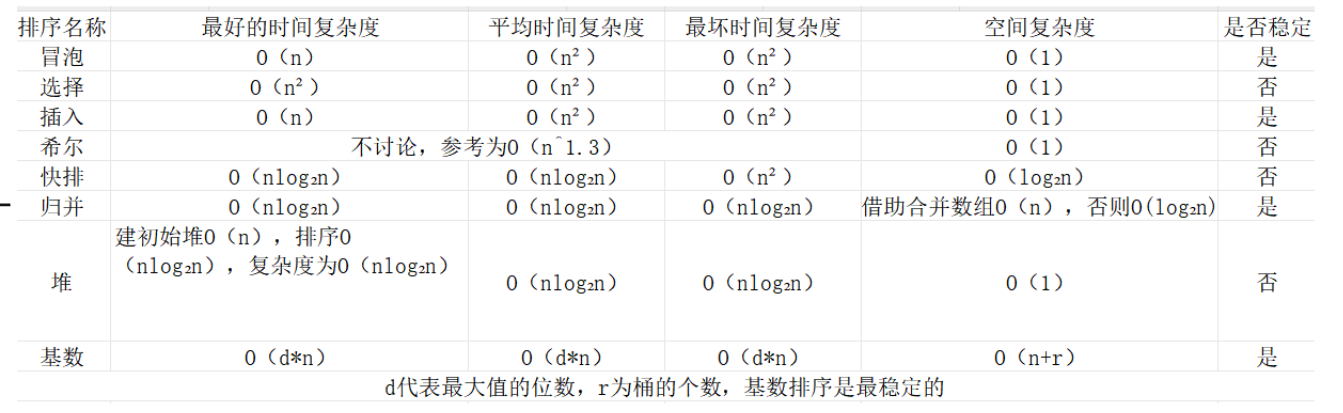 排序名称 最好的时间复杂度 平均时间复杂度 最坏时间复杂度 空间复杂度 是否稳定
冒泡 O（n） O（n²） O（n²） O（1） 是
选择 O（n²） O（n²） O（n²） O（1） 否
插入 O（n） O（n²） O（n²） O（1） 是
希尔 不讨论，参考为O（n^1.3） O（1） 否
快排 O（nlog₂n） O（nlog₂n） O（n²） O（log₂n） 否
归并 O（nlog₂n） O（nlog₂n） O（nlog₂n） 借助合并数组O（n），否则O(log₂n) 是
建初始堆O（n），排序O
（nlog₂n），复杂度为O（nlog₂n）
堆 O（nlog₂n） O（nlog₂n） O（1） 否
基数 O（d*n） O（d*n） O（d*n） O（n+r） 是
d代表最大值的位数，r为桶的个数，基数排序是最稳定的